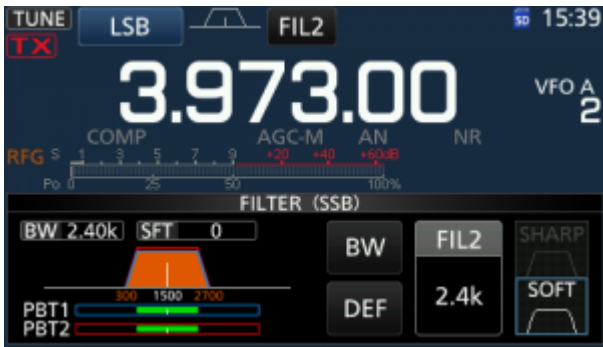 TUNE LSB FIL2 SD 15:39
TX
3.973.00 VFO A
2
COMP AGC-M AN NR
RFG S 1 3 5 7 9 +20 +40 +60dB
Po 0 25 50 100%
FILTER (SSB)
BW 2.40k SFT 0 BW FIL2 SHARP
300 1500 2700
2.4k SOFT
PBT1 DEF
PBT2